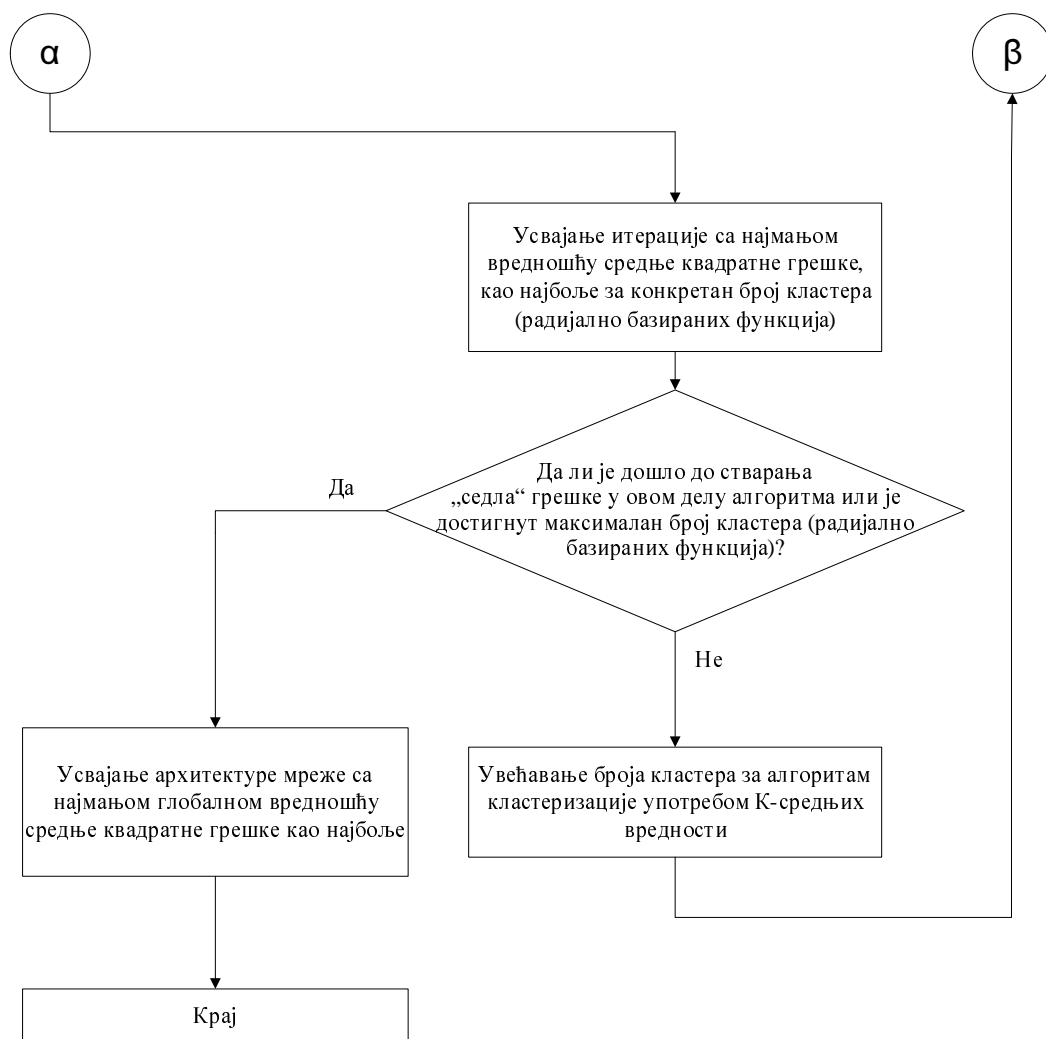 α
β
Усвајање итерације са најмањом
вредношћу средње квадратне грешке,
као најбоље за конкретан број кластера
(радијално базираних функција)
Да ли је дошло до стварања
„седла“ грешке у овом делу алгоритма или је
достигнут максималан број кластера (радијално
базираних функција)?
Да
Не
Усвајање архитектуре мреже са
најмањом глобалном вредношћу
средње квадратне грешке као најбоље
Увећавање броја кластера за алгоритам
кластеризације употребом К-средњих
вредности
Крај